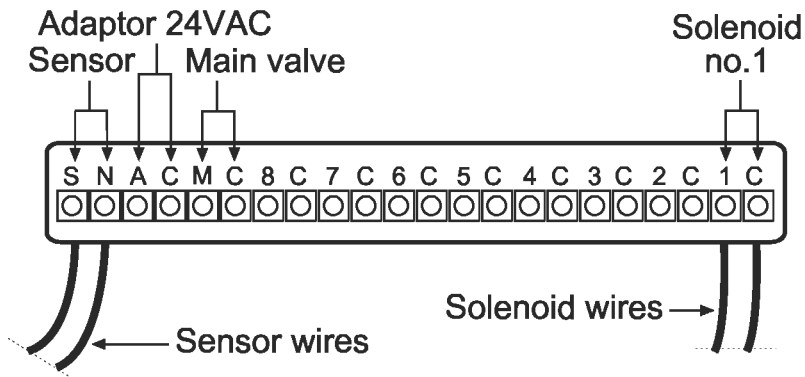 Adaptor 24VAC
Sensor Main valve
Solenoid
no.1
S N A C M C 8 C 7 C 6 C 5 C 4 C 3 C 2 C 1 C
Solenoid wires
Sensor wires